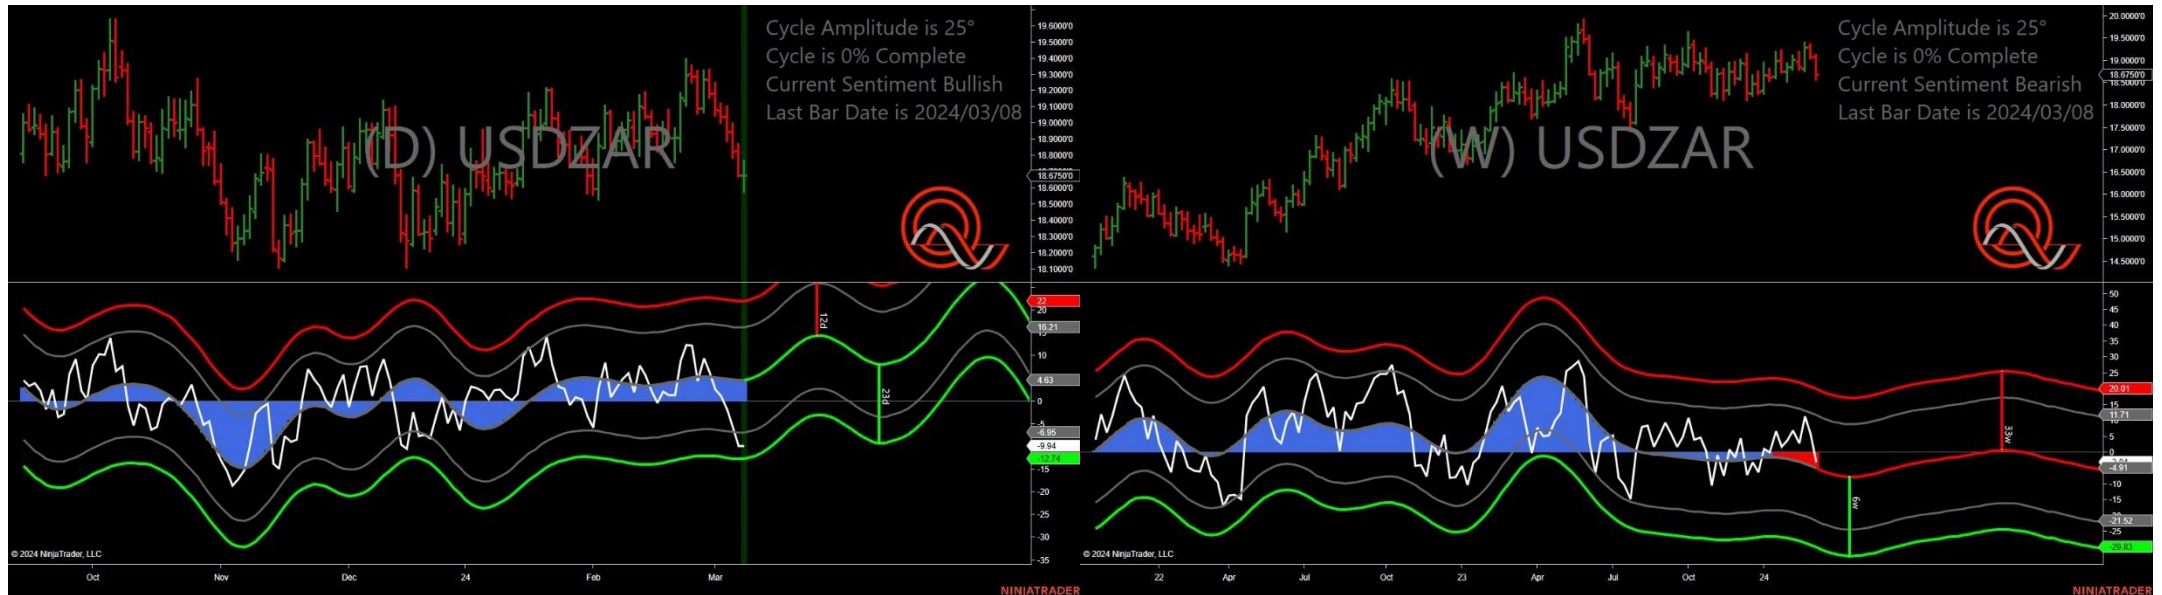 Cycle Amplitude is 25°
Cycle is 0% Complete
Current Sentiment Bullish
Last Bar Date is 2024/03/08
(D) USDZAR
19.6000'0
19.5000'0
19.4000'0
19.3000'0
19.1000'0
19.0000'0
18.9000'0
18.8000'0
18.6750'0
18.6000'0
18.5000'0
18.4000'0
18.3000'0
18.2000'0
18.1000'0
12d
23d
22
20
16.21
10
4.63
0
-5
-6.95
-9.94
-12.74
-15
-20
-25
-30
-35
© 2024 NinjaTrader, LLC
Oct
Nov
Dec
24
Feb
Mar
NINJATRADER
Cycle Amplitude is 25°
Cycle is 0% Complete
Current Sentiment Bearish
Last Bar Date is 2024/03/08
(W) USDZAR
20.0000'0
19.5000'0
19.0000'0
18.6750'0
18.5000'0
18.0000'0
17.5000'0
17.0000'0
16.5000'0
16.0000'0
15.5000'0
15.0000'0
14.5000'0
33w
6w
50
45
40
35
30
25
20.01
15
11.71
5
0
-4.91
-10
-15
-21.52
-25
-29.83
© 2024 NinjaTrader, LLC
22
Apr
Jul
Oct
23
Apr
Jul
Oct
24
NINJATRADER